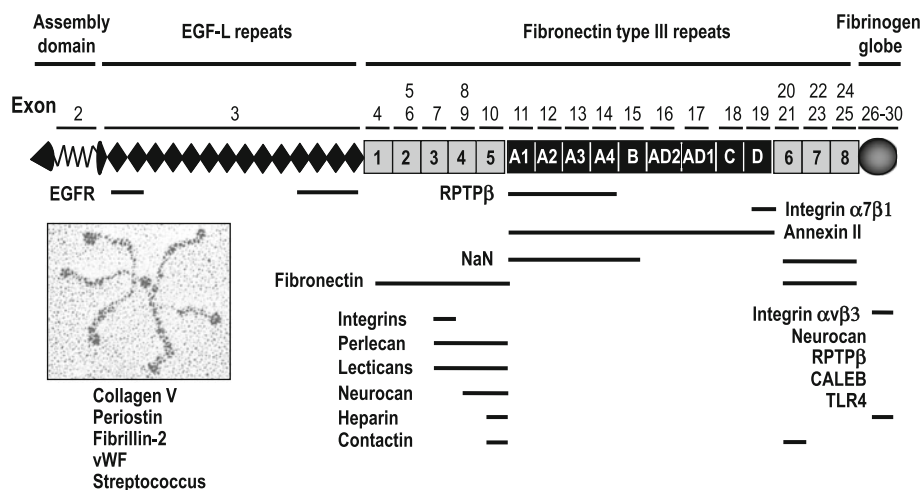 Assembly domain
EGF-L repeats
Fibronectin type III repeats
Fibrinogen globe
Exon 2 3 4 5 6 7 8 9 10 11 12 13 14 15 16 17 18 19 20 21 22 23 24 25 26-30
1 2 3 4 5 A1 A2 A3 A4 B AD2 AD1 C D 6 7 8
EGFR
RPTPβ
Integrin α7β1
Annexin II
NaN
Fibronectin
Integrins
Integrin αvβ3
Perlecan
Neurocan
Lecticans
RPTPβ
Neurocan
CALEB
Heparin
TLR4
Contactin
Collagen V
Periostin
Fibrillin-2
vWF
Streptococcus